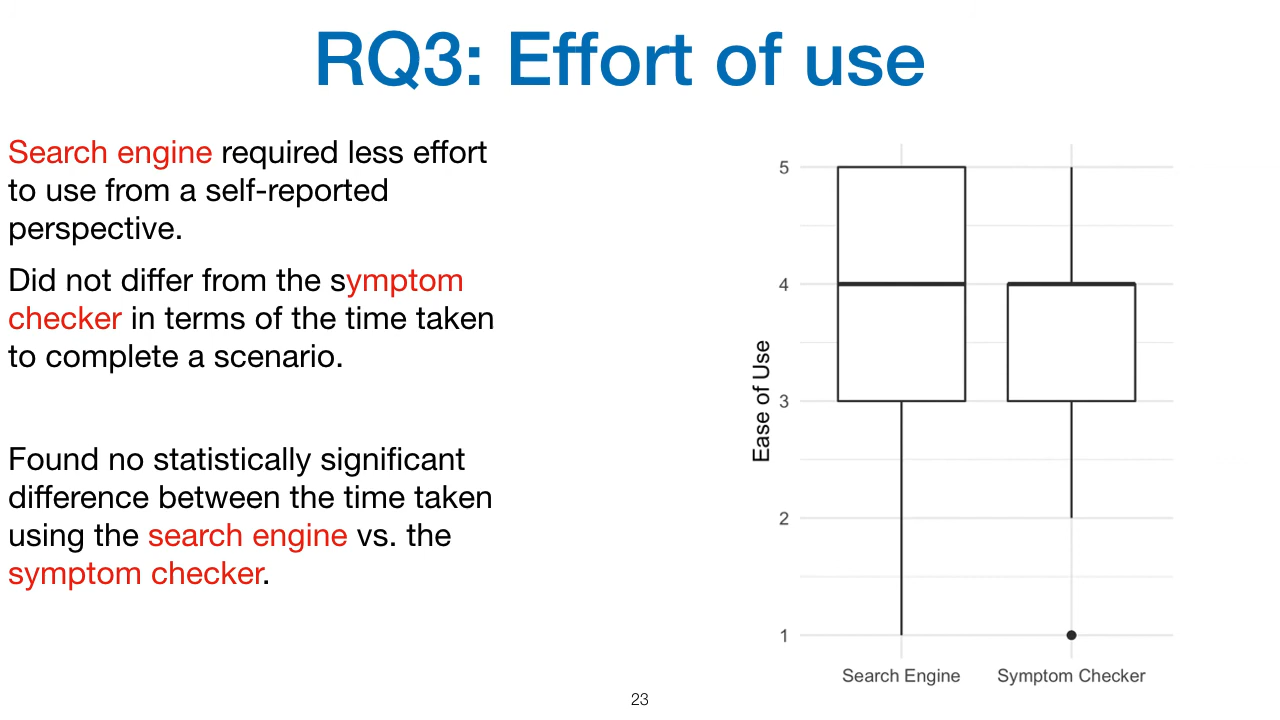 RQ3: Effort of use
Search engine required less effort
to use from a self-reported
perspective.
Did not differ from the symptom
checker in terms of the time taken
to complete a scenario.
Found no statistically significant
difference between the time taken
using the search engine vs. the
symptom checker.
Ease of Use
5
4
3
2
1
Search Engine
Symptom Checker
23